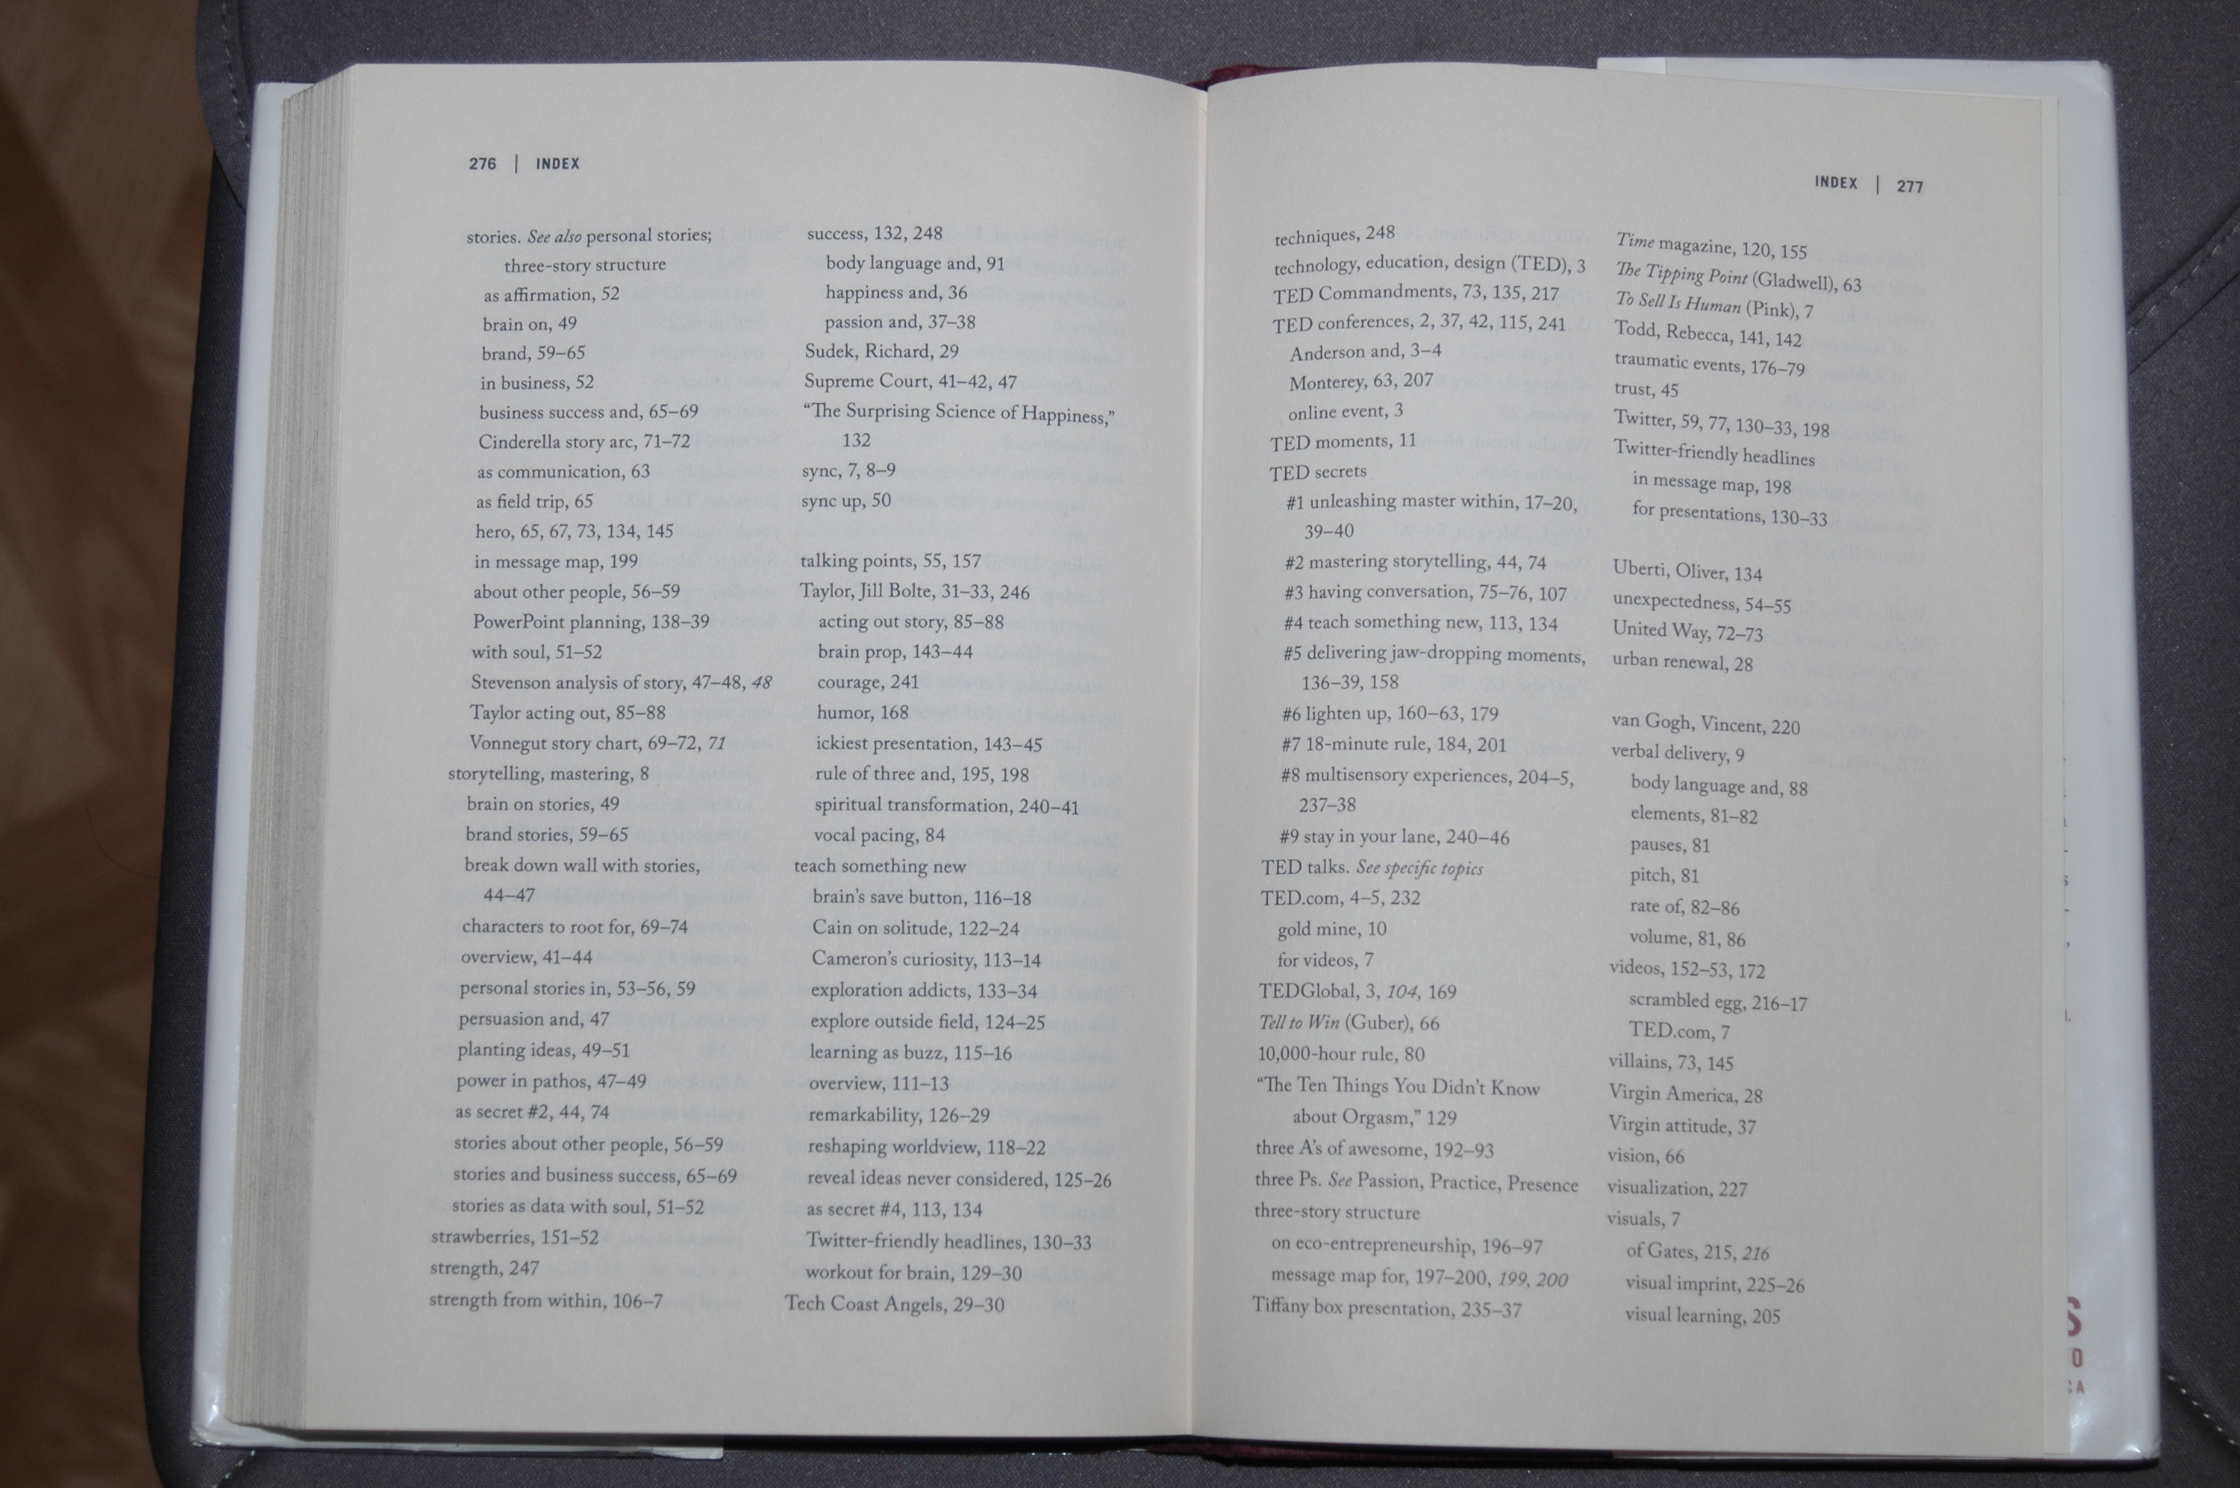 276 | INDEX
stories. See also personal stories;
three-story structure
as affirmation, 52
brain on, 49
brand, 59–65
in business, 52
business success and, 65–69
Cinderella story arc, 71–72
as communication, 63
as field trip, 65
hero, 65, 67, 73, 134, 145
in message map, 199
about other people, 56–59
PowerPoint planning, 138–39
with soul, 51–52
Stevenson analysis of story, 47–48, 48
Taylor acting out, 85–88
Vonnegut story chart, 69–72, 71
storytelling, mastering, 8
brain on stories, 49
brand stories, 59–65
break down wall with stories,
44–47
characters to root for, 69–74
overview, 41–44
personal stories in, 53–56, 59
persuasion and, 47
planting ideas, 49–51
power in pathos, 47–49
as secret #2, 44, 74
stories about other people, 56–59
stories and business success, 65–69
stories as data with soul, 51–52
strawberries, 151–52
strength, 247
strength from within, 106–7
success, 132, 248
body language and, 91
happiness and, 36
passion and, 37–38
Sudek, Richard, 29
Supreme Court, 41–42, 47
“The Surprising Science of Happiness,”
132
sync, 7, 8–9
sync up, 50
talking points, 55, 157
Taylor, Jill Bolte, 31–33, 246
acting out story, 85–88
brain prop, 143–44
courage, 241
humor, 168
ickiest presentation, 143–45
rule of three and, 195, 198
spiritual transformation, 240–41
vocal pacing, 84
teach something new
brain’s save button, 116–18
Cain on solitude, 122–24
Cameron’s curiosity, 113–14
exploration addicts, 133–34
explore outside field, 124–25
learning as buzz, 115–16
overview, 111–13
remarkability, 126–29
reshaping worldview, 118–22
reveal ideas never considered, 125–26
as secret #4, 113, 134
Twitter-friendly headlines, 130–33
workout for brain, 129–30
Tech Coast Angels, 29–30
INDEX | 277
techniques, 248
technology, education, design (TED), 3
TED Commandments, 73, 135, 217
TED conferences, 2, 37, 42, 115, 241
Anderson and, 3–4
Monterey, 63, 207
online event, 3
TED moments, 11
TED secrets
#1 unleashing master within, 17–20,
39–40
#2 mastering storytelling, 44, 74
#3 having conversation, 75–76, 107
#4 teach something new, 113, 134
#5 delivering jaw-dropping moments,
136–39, 158
#6 lighten up, 160–63, 179
#7 18-minute rule, 184, 201
#8 multisensory experiences, 204–5,
237–38
#9 stay in your lane, 240–46
TED talks. See specific topics
TED.com, 4–5, 232
gold mine, 10
for videos, 7
TEDGlobal, 3, 104, 169
Tell to Win (Guber), 66
10,000-hour rule, 80
“The Ten Things You Didn’t Know
about Orgasm,” 129
three A’s of awesome, 192–93
three Ps. See Passion, Practice, Presence
three-story structure
on eco-entrepreneurship, 196–97
message map for, 197–200, 199, 200
Tiffany box presentation, 235–37
Time magazine, 120, 155
The Tipping Point (Gladwell), 63
To Sell Is Human (Pink), 7
Todd, Rebecca, 141, 142
traumatic events, 176–79
trust, 45
Twitter, 59, 77, 130–33, 198
Twitter-friendly headlines
in message map, 198
for presentations, 130–33
Uberti, Oliver, 134
unexpectedness, 54–55
United Way, 72–73
urban renewal, 28
van Gogh, Vincent, 220
verbal delivery, 9
body language and, 88
elements, 81–82
pauses, 81
pitch, 81
rate of, 82–86
volume, 81, 86
videos, 152–53, 172
scrambled egg, 216–17
TED.com, 7
villains, 73, 145
Virgin America, 28
Virgin attitude, 37
vision, 66
visualization, 227
visuals, 7
of Gates, 215, 216
visual imprint, 225–26
visual learning, 205